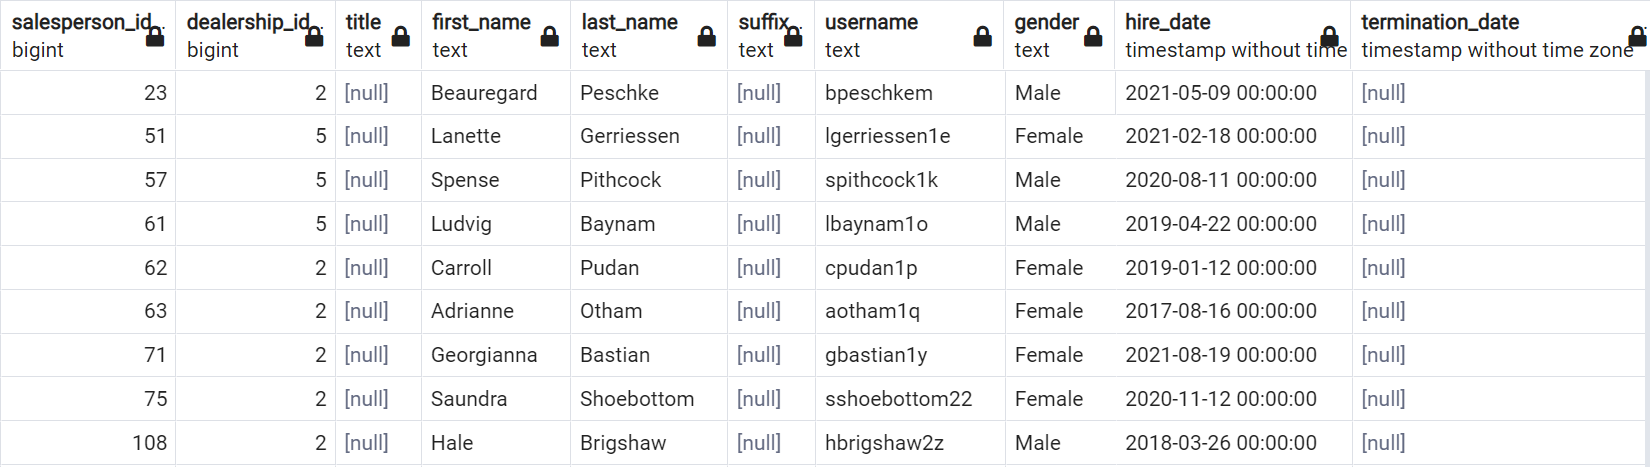 salesperson_id dealership_id title first_name last_name suffix username gender hire_date termination_date
bigint bigint text text text text text text timestamp without time timestamp without time zone
23 2 [null] Beauregard Peschke [null] bpeschkem Male 2021-05-09 00:00:00 [null]
51 5 [null] Lanette Gerriessen [null] lgerriessen1e Female 2021-02-18 00:00:00 [null]
57 5 [null] Spense Pithcock [null] spithcock1k Male 2020-08-11 00:00:00 [null]
61 5 [null] Ludvig Baynam [null] lbaynam1o Male 2019-04-22 00:00:00 [null]
62 2 [null] Carroll Pudan [null] cpudan1p Female 2019-01-12 00:00:00 [null]
63 2 [null] Adrianne Otham [null] aotham1q Female 2017-08-16 00:00:00 [null]
71 2 [null] Georgianna Bastian [null] gbastian1y Female 2021-08-19 00:00:00 [null]
75 2 [null] Saundra Shoebottom [null] sshoebottom22 Female 2020-11-12 00:00:00 [null]
108 2 [null] Hale Brigshaw [null] hbrigshaw2z Male 2018-03-26 00:00:00 [null]